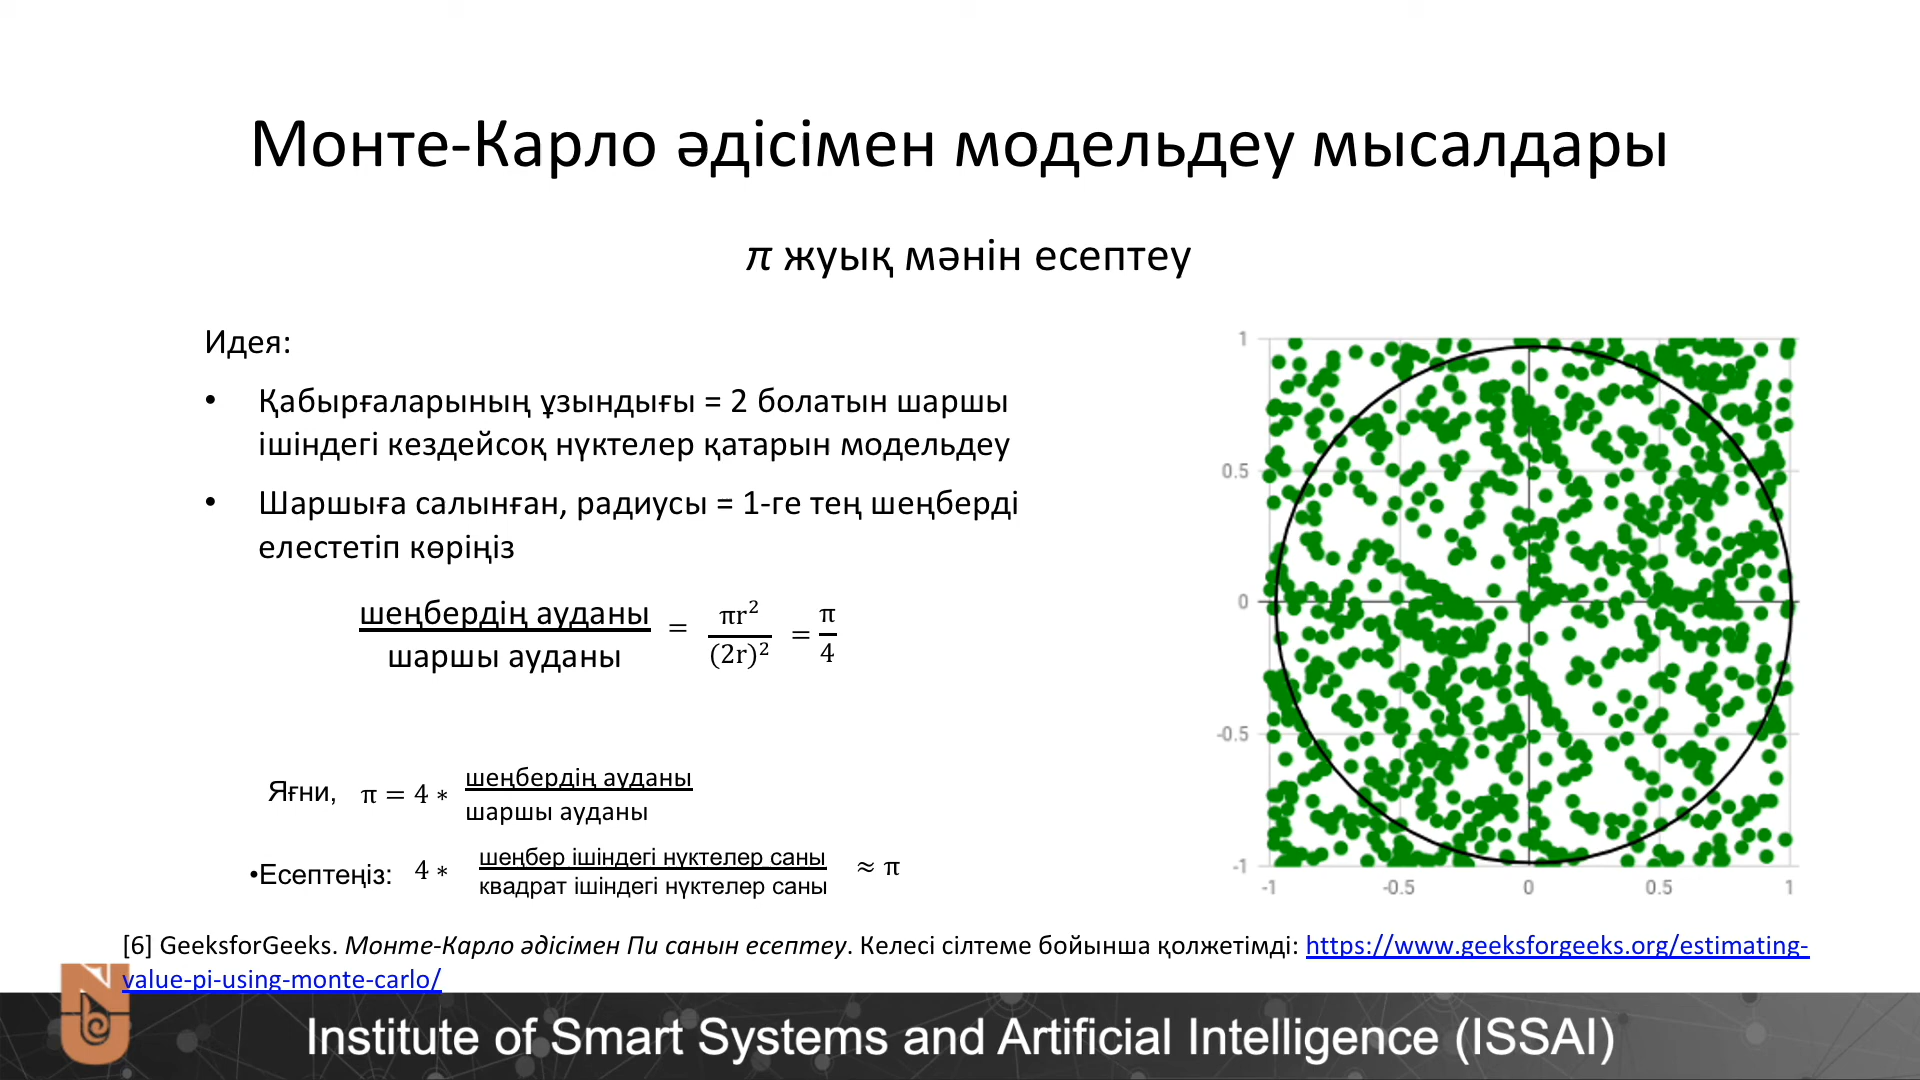 Монте-Карло әдісімен модельдеу мысалдары
π жуық мәнін есептеу
Идея:
• Қабырғаларының ұзындығы = 2 болатын шаршы
ішіндегі кездейсоқ нүктелер қатарын модельдеу
• Шаршыға салынған, радиусы = 1-ге тең шеңберді
елестетіп көріңіз
шеңбердің ауданы
шаршы ауданы
= πr² / (2r)² = π / 4
Яғни, π = 4 ∗
шеңбердің ауданы
шаршы ауданы
•Есептеңіз: 4 ∗
шеңбер ішіндегі нүктелер саны
квадрат ішіндегі нүктелер саны
≈ π
1
0.5
0
-0.5
-1
-1 -0.5 0 0.5 1
[6] GeeksforGeeks. Монте-Карло әдісімен Пи санын есептеу. Келесі сілтеме бойынша қолжетімді: https://www.geeksforgeeks.org/estimating-
value-pi-using-monte-carlo/
Institute of Smart Systems and Artificial Intelligence (ISSAI)